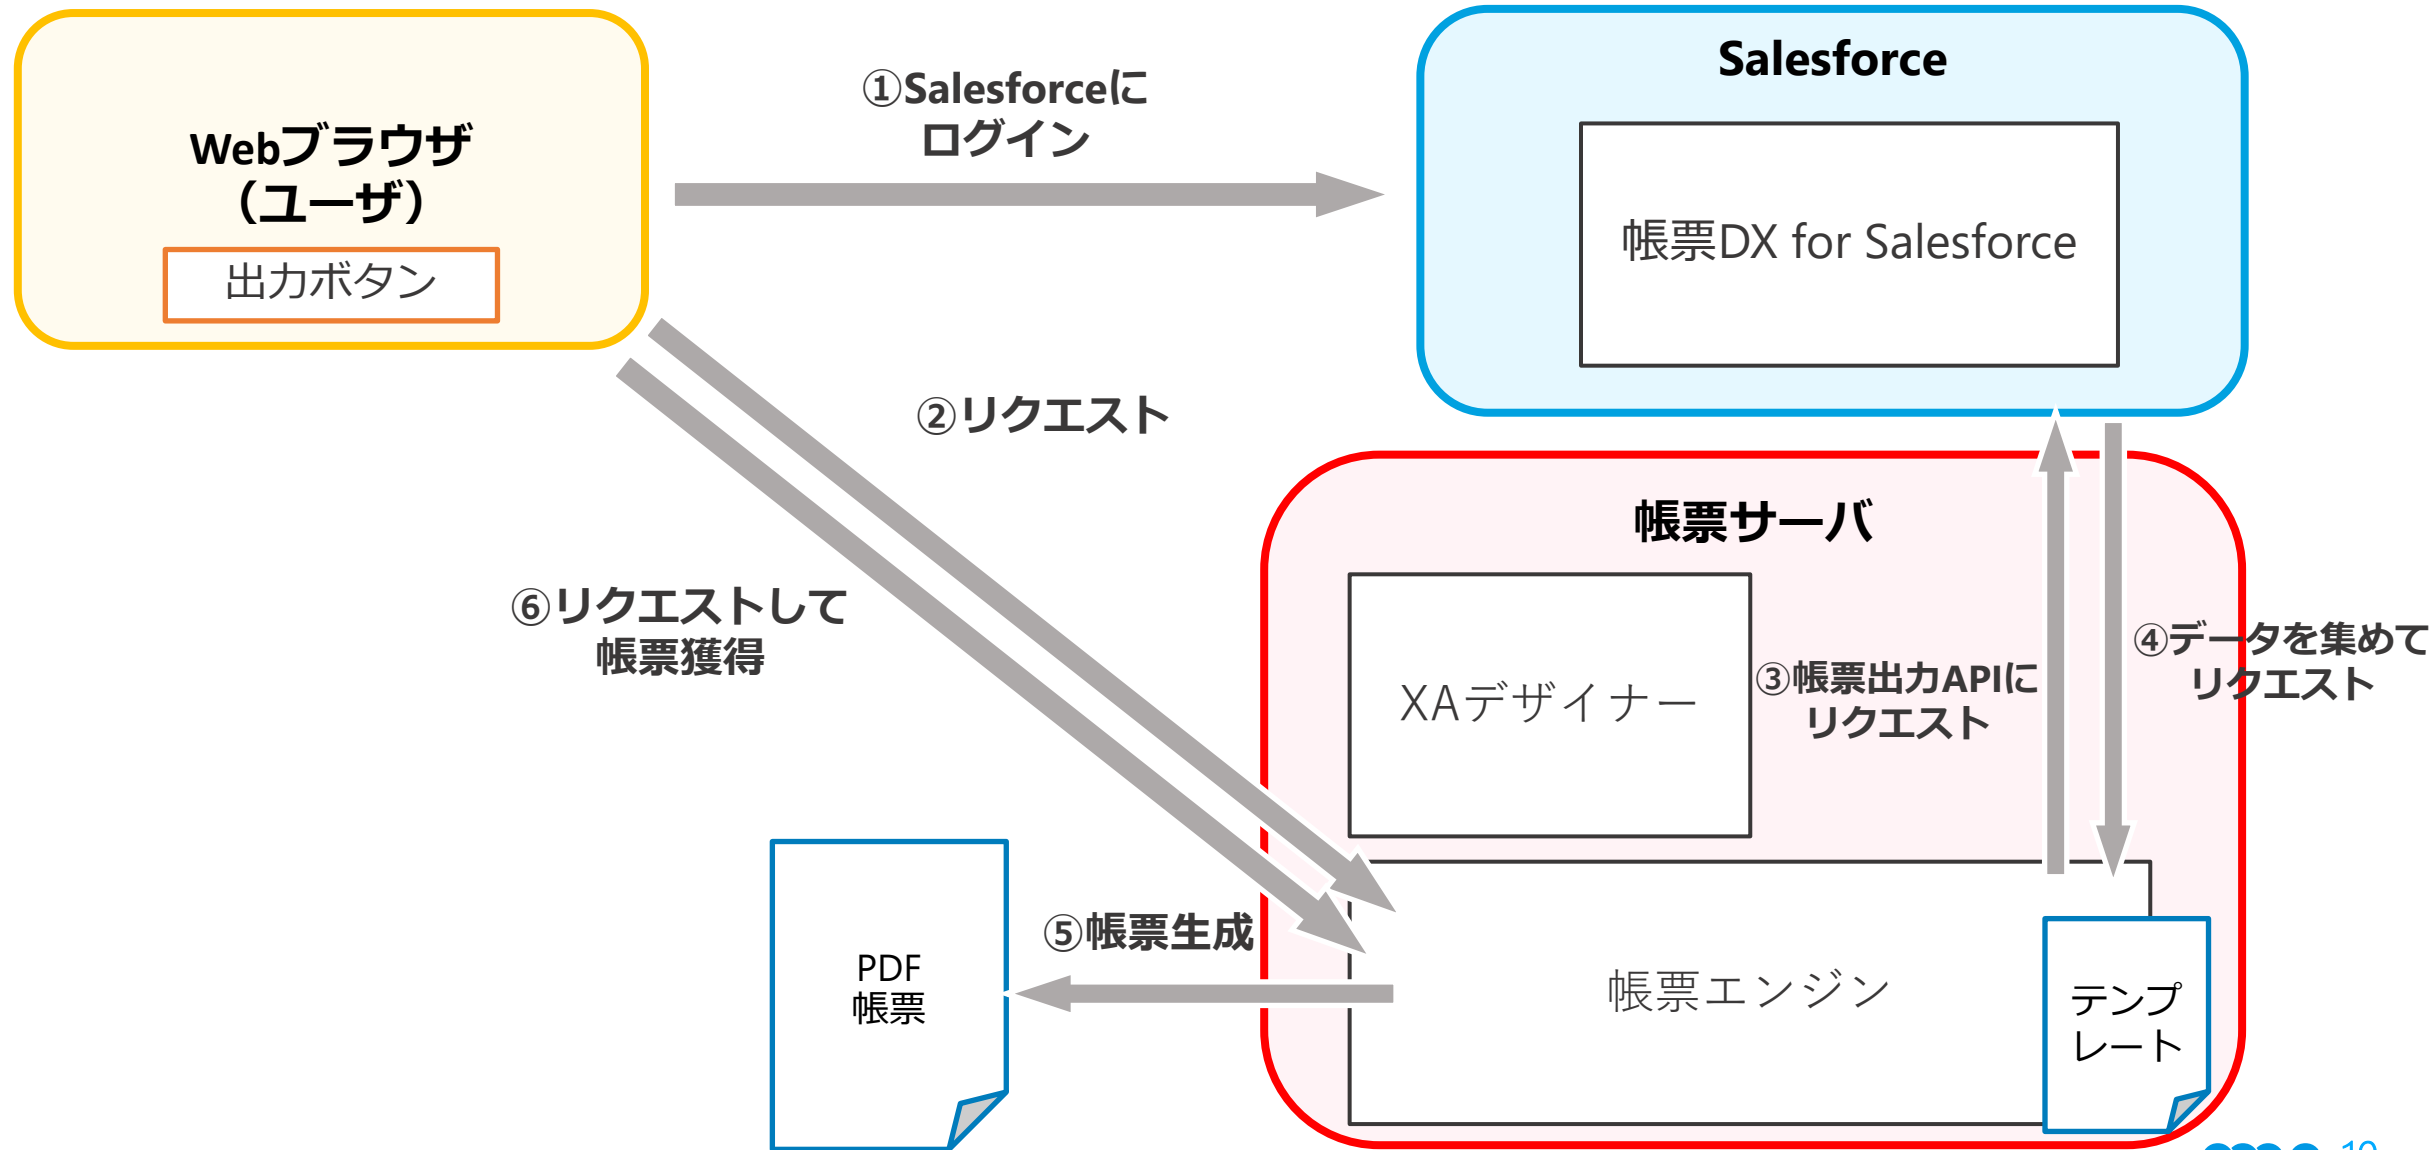 Webブラウザ
（ユーザ）
出力ボタン
①Salesforceに
ログイン
Salesforce
帳票DX for Salesforce
②リクエスト
⑥リクエストして
帳票獲得
帳票サーバ
XAデザイナー
③帳票出力APIに
リクエスト
④データを集めて
リクエスト
⑤帳票生成
PDF
帳票
帳票エンジン
テンプ
レート